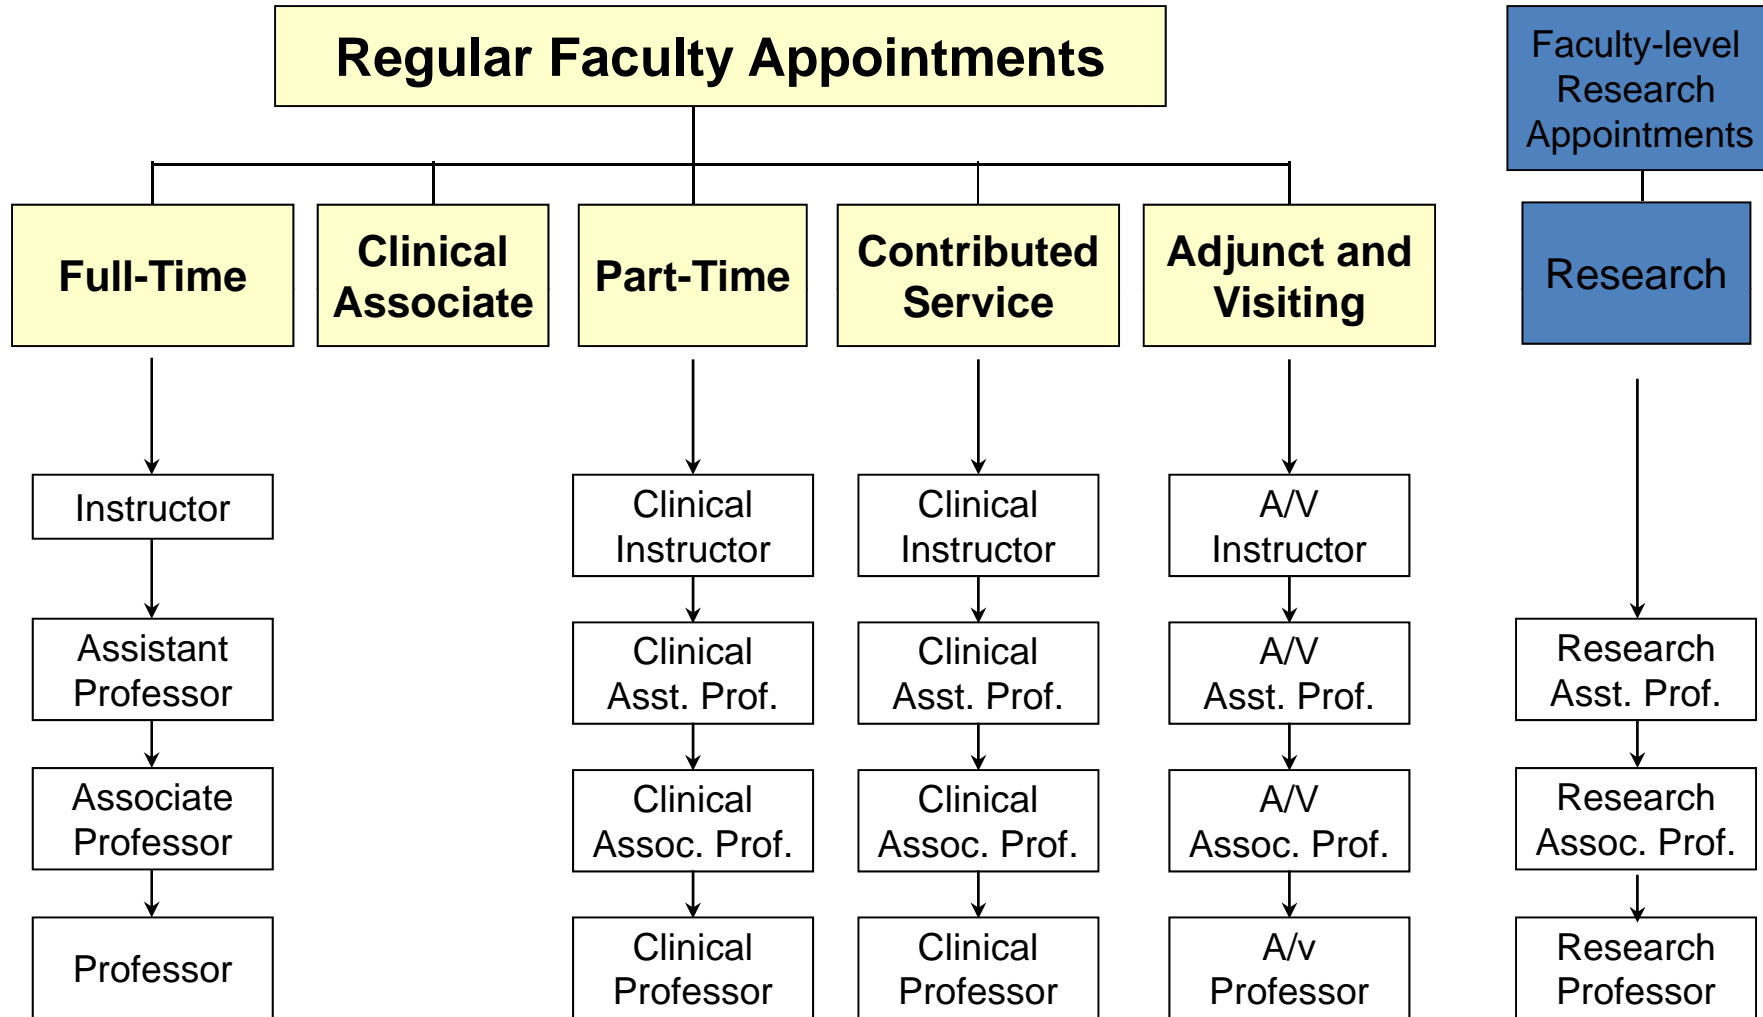 Regular Faculty Appointments
Faculty-level
Research
Appointments
Full-Time
Clinical
Associate
Part-Time
Contributed
Service
Adjunct and
Visiting
Research
Instructor
Assistant
Professor
Associate
Professor
Professor
Clinical
Instructor
Clinical
Asst. Prof.
Clinical
Assoc. Prof.
Clinical
Professor
Clinical
Instructor
Clinical
Asst. Prof.
Clinical
Assoc. Prof.
Clinical
Professor
A/V
Instructor
A/V
Asst. Prof.
A/V
Assoc. Prof.
A/v
Professor
Research
Asst. Prof.
Research
Assoc. Prof.
Research
Professor